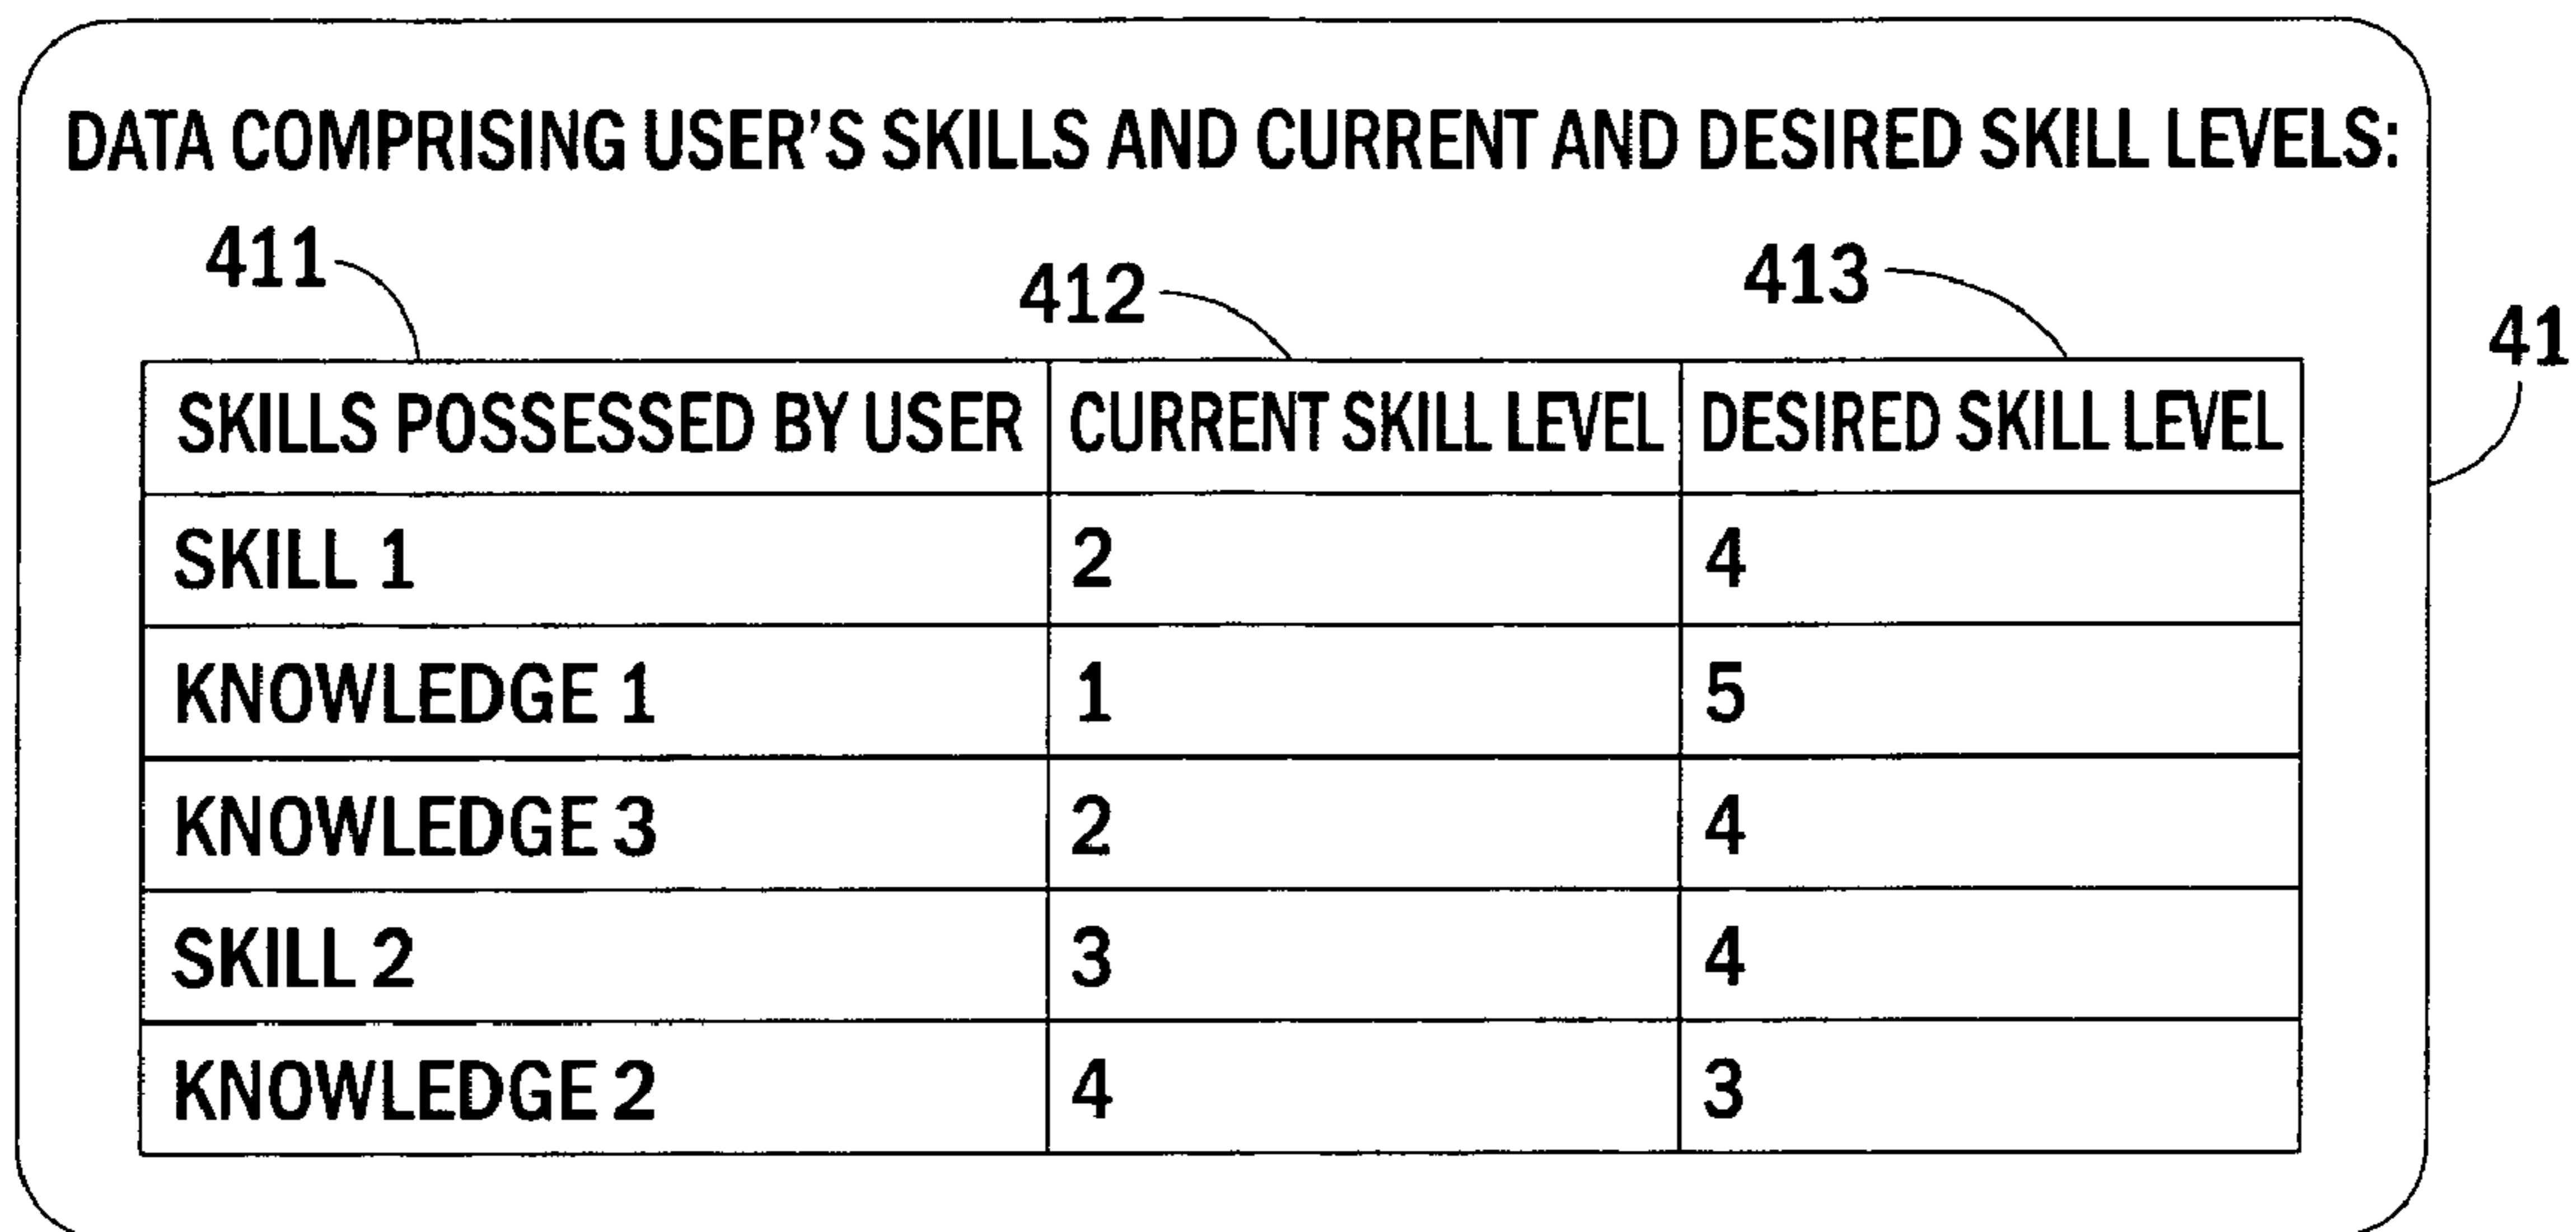 DATA COMPRISING USER'S SKILLS AND CURRENT AND DESIRED SKILL LEVELS:
411
412
413
41
SKILLS POSSESSED BY USER CURRENT SKILL LEVEL DESIRED SKILL LEVEL
SKILL 1 2 4
KNOWLEDGE 1 1 5
KNOWLEDGE 3 2 4
SKILL 2 3 4
KNOWLEDGE 2 4 3